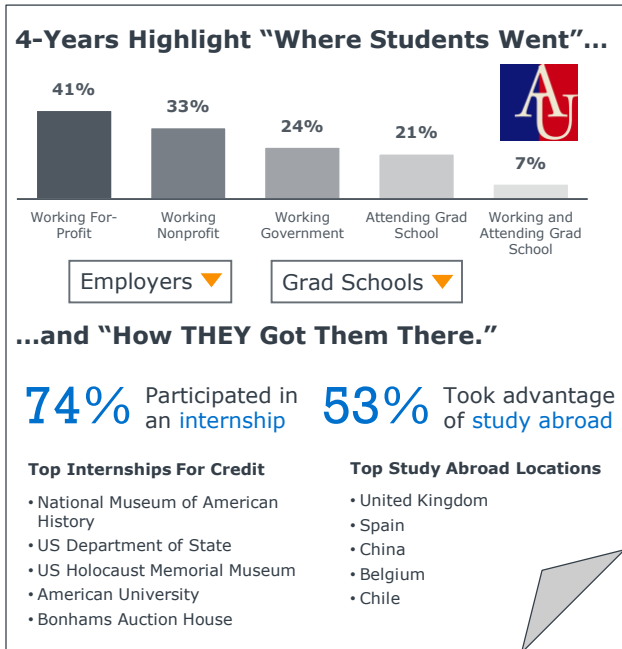 4-Years Highlight “Where Students Went”...
AU
41%
33%
24%
21%
7%
Working For-
Profit
Working
Nonprofit
Working
Government
Attending Grad
School
Working and
Attending Grad
School
Employers
Grad Schools
...and “How THEY Got Them There.”
74% Participated in
an internship
53% Took advantage
of study abroad
Top Internships For Credit
• National Museum of American
History
• US Department of State
• US Holocaust Memorial Museum
• American University
• Bonhams Auction House
Top Study Abroad Locations
• United Kingdom
• Spain
• China
• Belgium
• Chile